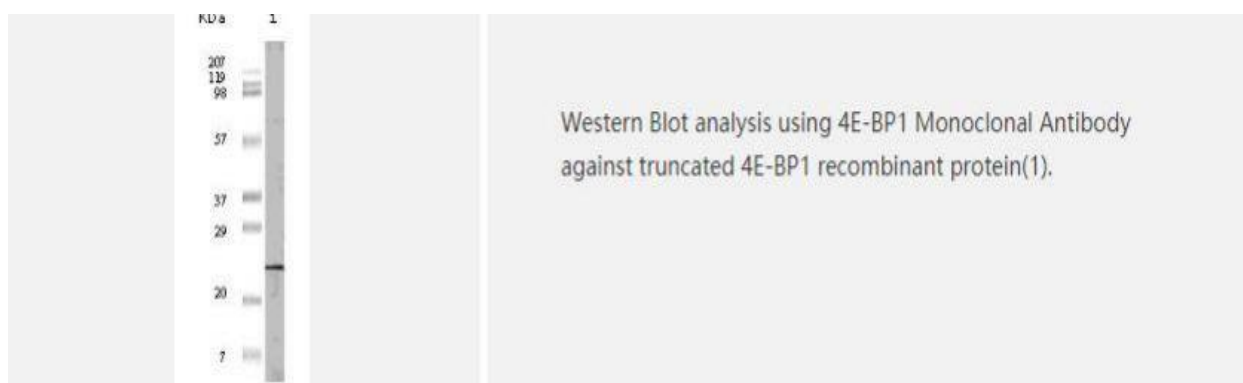 KDa 1
207
119
98
57
37
29
20
7
Western Blot analysis using 4E-BP1 Monoclonal Antibody
against truncated 4E-BP1 recombinant protein(1).